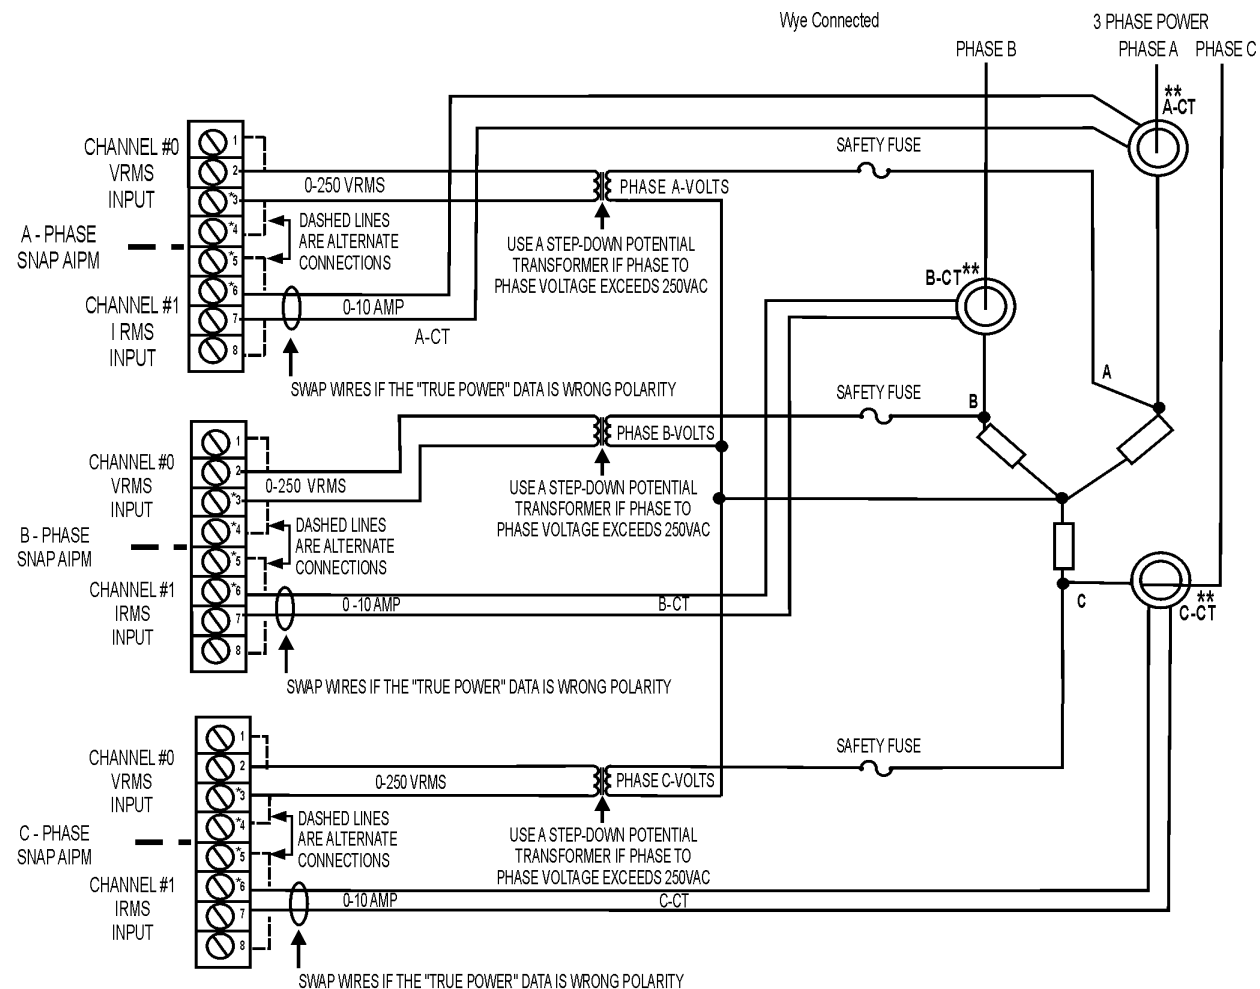 Wye Connected
3 PHASE POWER
PHASE B
PHASE A
PHASE C
**
A-CT
CHANNEL #0
VRMS
INPUT
A - PHASE
SNAP AIPM
CHANNEL #1
I RMS
INPUT
1
2
*3
*4
*5
*6
7
8
0-250 VRMS
DASHED LINES
ARE ALTERNATE
CONNECTIONS
0-10 AMP
A-CT
SWAP WIRES IF THE "TRUE POWER" DATA IS WRONG POLARITY
PHASE A-VOLTS
USE A STEP-DOWN POTENTIAL
TRANSFORMER IF PHASE TO
PHASE VOLTAGE EXCEEDS 250VAC
SAFETY FUSE
B-CT**
A
B
CHANNEL #0
VRMS
INPUT
B - PHASE
SNAP AIPM
CHANNEL #1
IRMS
INPUT
1
2
*3
*4
*5
*6
7
8
0-250 VRMS
DASHED LINES
ARE ALTERNATE
CONNECTIONS
0 -10 AMP
B-CT
SWAP WIRES IF THE "TRUE POWER" DATA IS WRONG POLARITY
PHASE B-VOLTS
USE A STEP-DOWN POTENTIAL
TRANSFORMER IF PHASE TO
PHASE VOLTAGE EXCEEDS 250VAC
SAFETY FUSE
C
**
C-CT
CHANNEL #0
VRMS
INPUT
C - PHASE
SNAP AIPM
CHANNEL #1
IRMS
INPUT
1
2
*3
*4
*5
*6
7
8
0-250 VRMS
DASHED LINES
ARE ALTERNATE
CONNECTIONS
0-10 AMP
C-CT
SWAP WIRES IF THE "TRUE POWER" DATA IS WRONG POLARITY
PHASE C-VOLTS
USE A STEP-DOWN POTENTIAL
TRANSFORMER IF PHASE TO
PHASE VOLTAGE EXCEEDS 250VAC
SAFETY FUSE